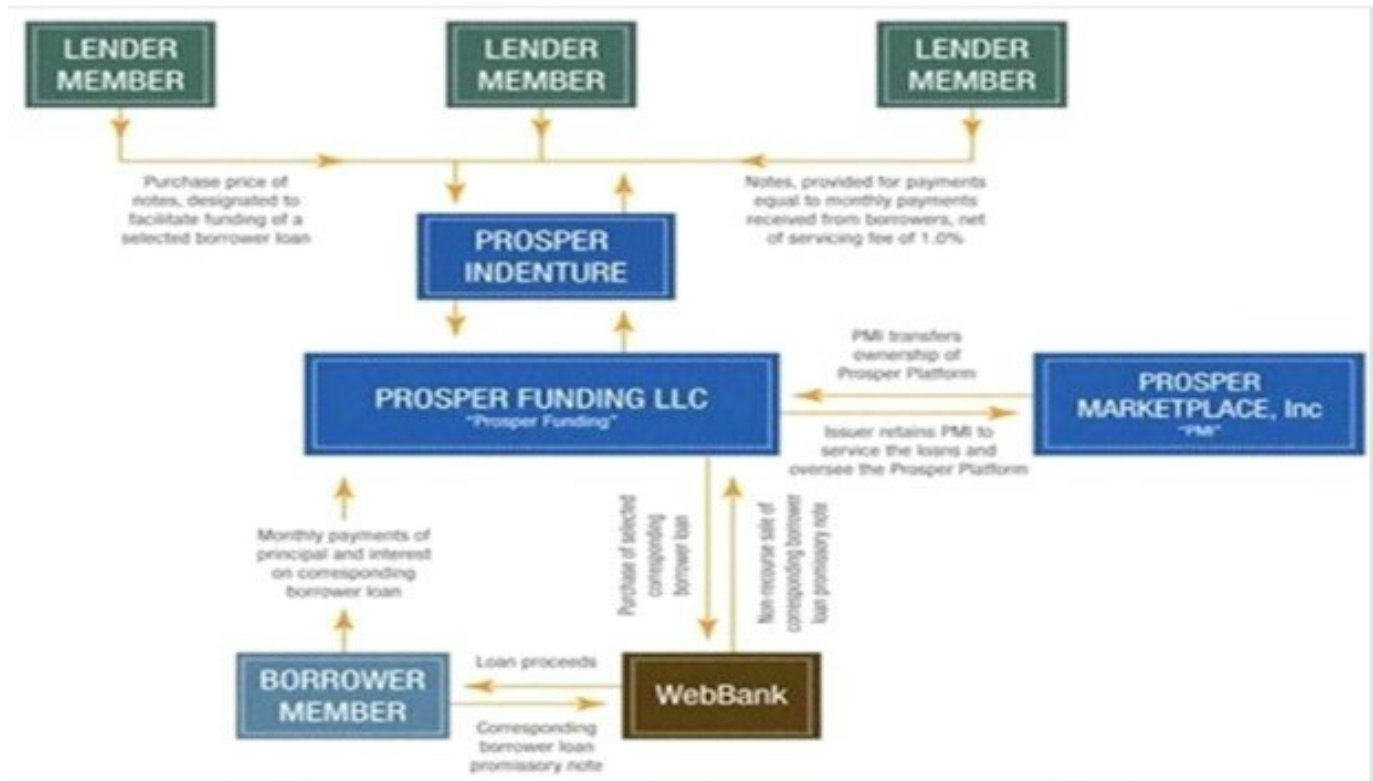 LENDER
MEMBER
LENDER
MEMBER
LENDER
MEMBER
Purchase price of
notes, designated to
facilitate funding of a
selected borrower loan
Notes, provided for payments
equal to monthly payments
received from borrowers, net
of servicing fee of 1.0%
PROSPER
INDENTURE
PROSPER FUNDING LLC
"Prosper Funding"
PMI transfers
ownership of
Prosper Platform
Issuer retains PMI to
service the loans and
oversee the Prosper Platform
PROSPER
MARKETPLACE, Inc
"PMI"
Monthly payments of
principal and interest
on corresponding
borrower loan
Purchase of selected
corresponding
borrower loan
Non-recourse sale of
corresponding borrower
loan promissory note
BORROWER
MEMBER
Loan proceeds
Corresponding
borrower loan
promissory note
WebBank